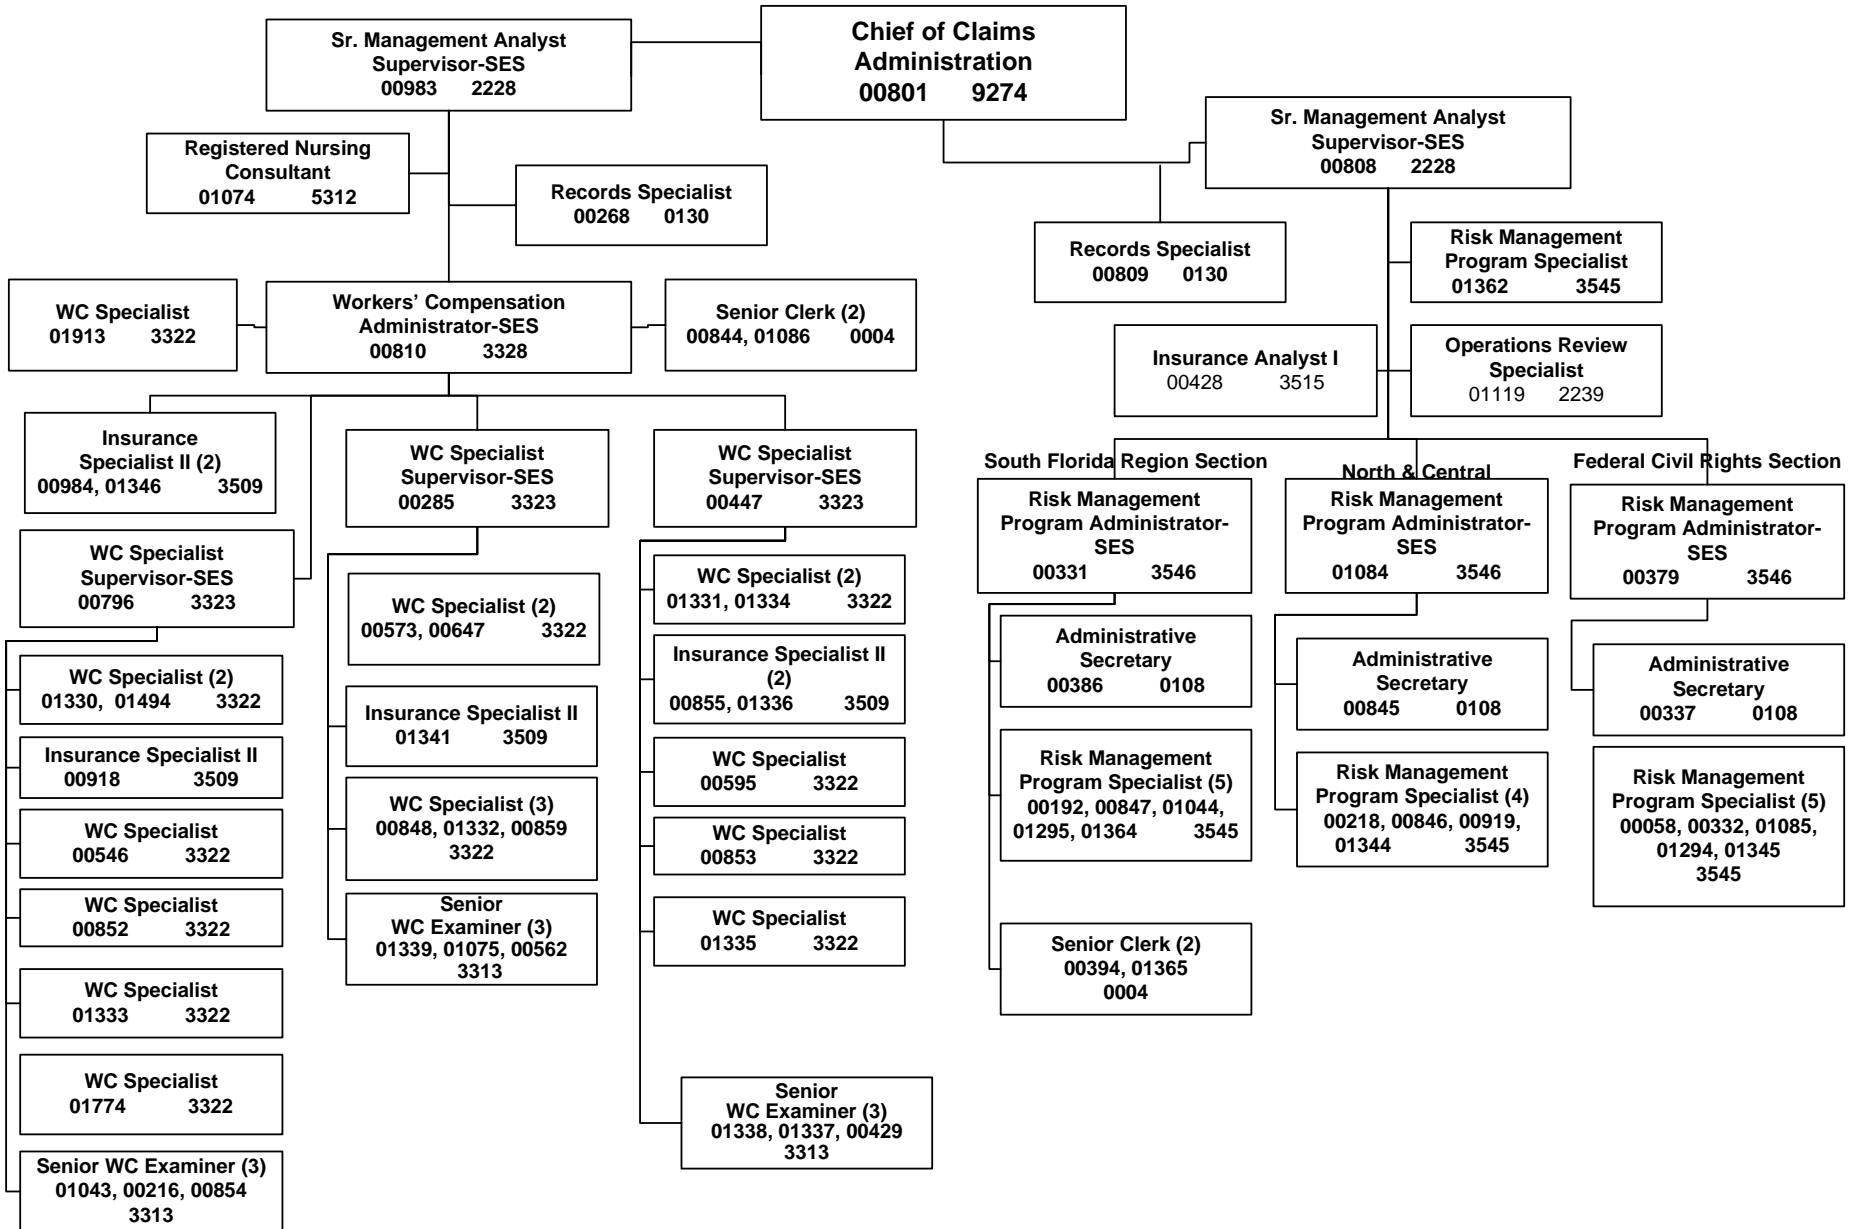 Chief of Claims
Administration
00801 9274
Sr. Management Analyst
Supervisor-SES
00983 2228
Sr. Management Analyst
Supervisor-SES
00808 2228
Registered Nursing
Consultant
01074 5312
Records Specialist
00268 0130
Records Specialist
00809 0130
Risk Management
Program Specialist
01362 3545
WC Specialist
01913 3322
Workers’ Compensation
Administrator-SES
00810 3328
Senior Clerk (2)
00844, 01086 0004
Insurance Analyst I
00428 3515
Operations Review
Specialist
01119 2239
Insurance
Specialist II (2)
00984, 01346 3509
WC Specialist
Supervisor-SES
00796 3323
WC Specialist (2)
01330, 01494 3322
Insurance Specialist II
00918 3509
WC Specialist
00546 3322
WC Specialist
00852 3322
WC Specialist
01333 3322
WC Specialist
01774 3322
Senior WC Examiner (3)
01043, 00216, 00854
3313
WC Specialist
Supervisor-SES
00285 3323
WC Specialist (2)
00573, 00647 3322
Insurance Specialist II
01341 3509
WC Specialist (3)
00848, 01332, 00859
3322
Senior
WC Examiner (3)
01339, 01075, 00562
3313
WC Specialist
Supervisor-SES
00447 3323
WC Specialist (2)
01331, 01334 3322
Insurance Specialist II
(2)
00855, 01336 3509
WC Specialist
00595 3322
WC Specialist
00853 3322
WC Specialist
01335 3322
Senior
WC Examiner (3)
01338, 01337, 00429
3313
South Florida Region Section
Risk Management
Program Administrator-
SES
00331 3546
Administrative
Secretary
00386 0108
Risk Management
Program Specialist (5)
00192, 00847, 01044,
01295, 01364 3545
Senior Clerk (2)
00394, 01365
0004
North & Central
Risk Management
Program Administrator-
SES
01084 3546
Administrative
Secretary
00845 0108
Risk Management
Program Specialist (4)
00218, 00846, 00919,
01344 3545
Federal Civil Rights Section
Risk Management
Program Administrator-
SES
00379 3546
Administrative
Secretary
00337 0108
Risk Management
Program Specialist (5)
00058, 00332, 01085,
01294, 01345
3545